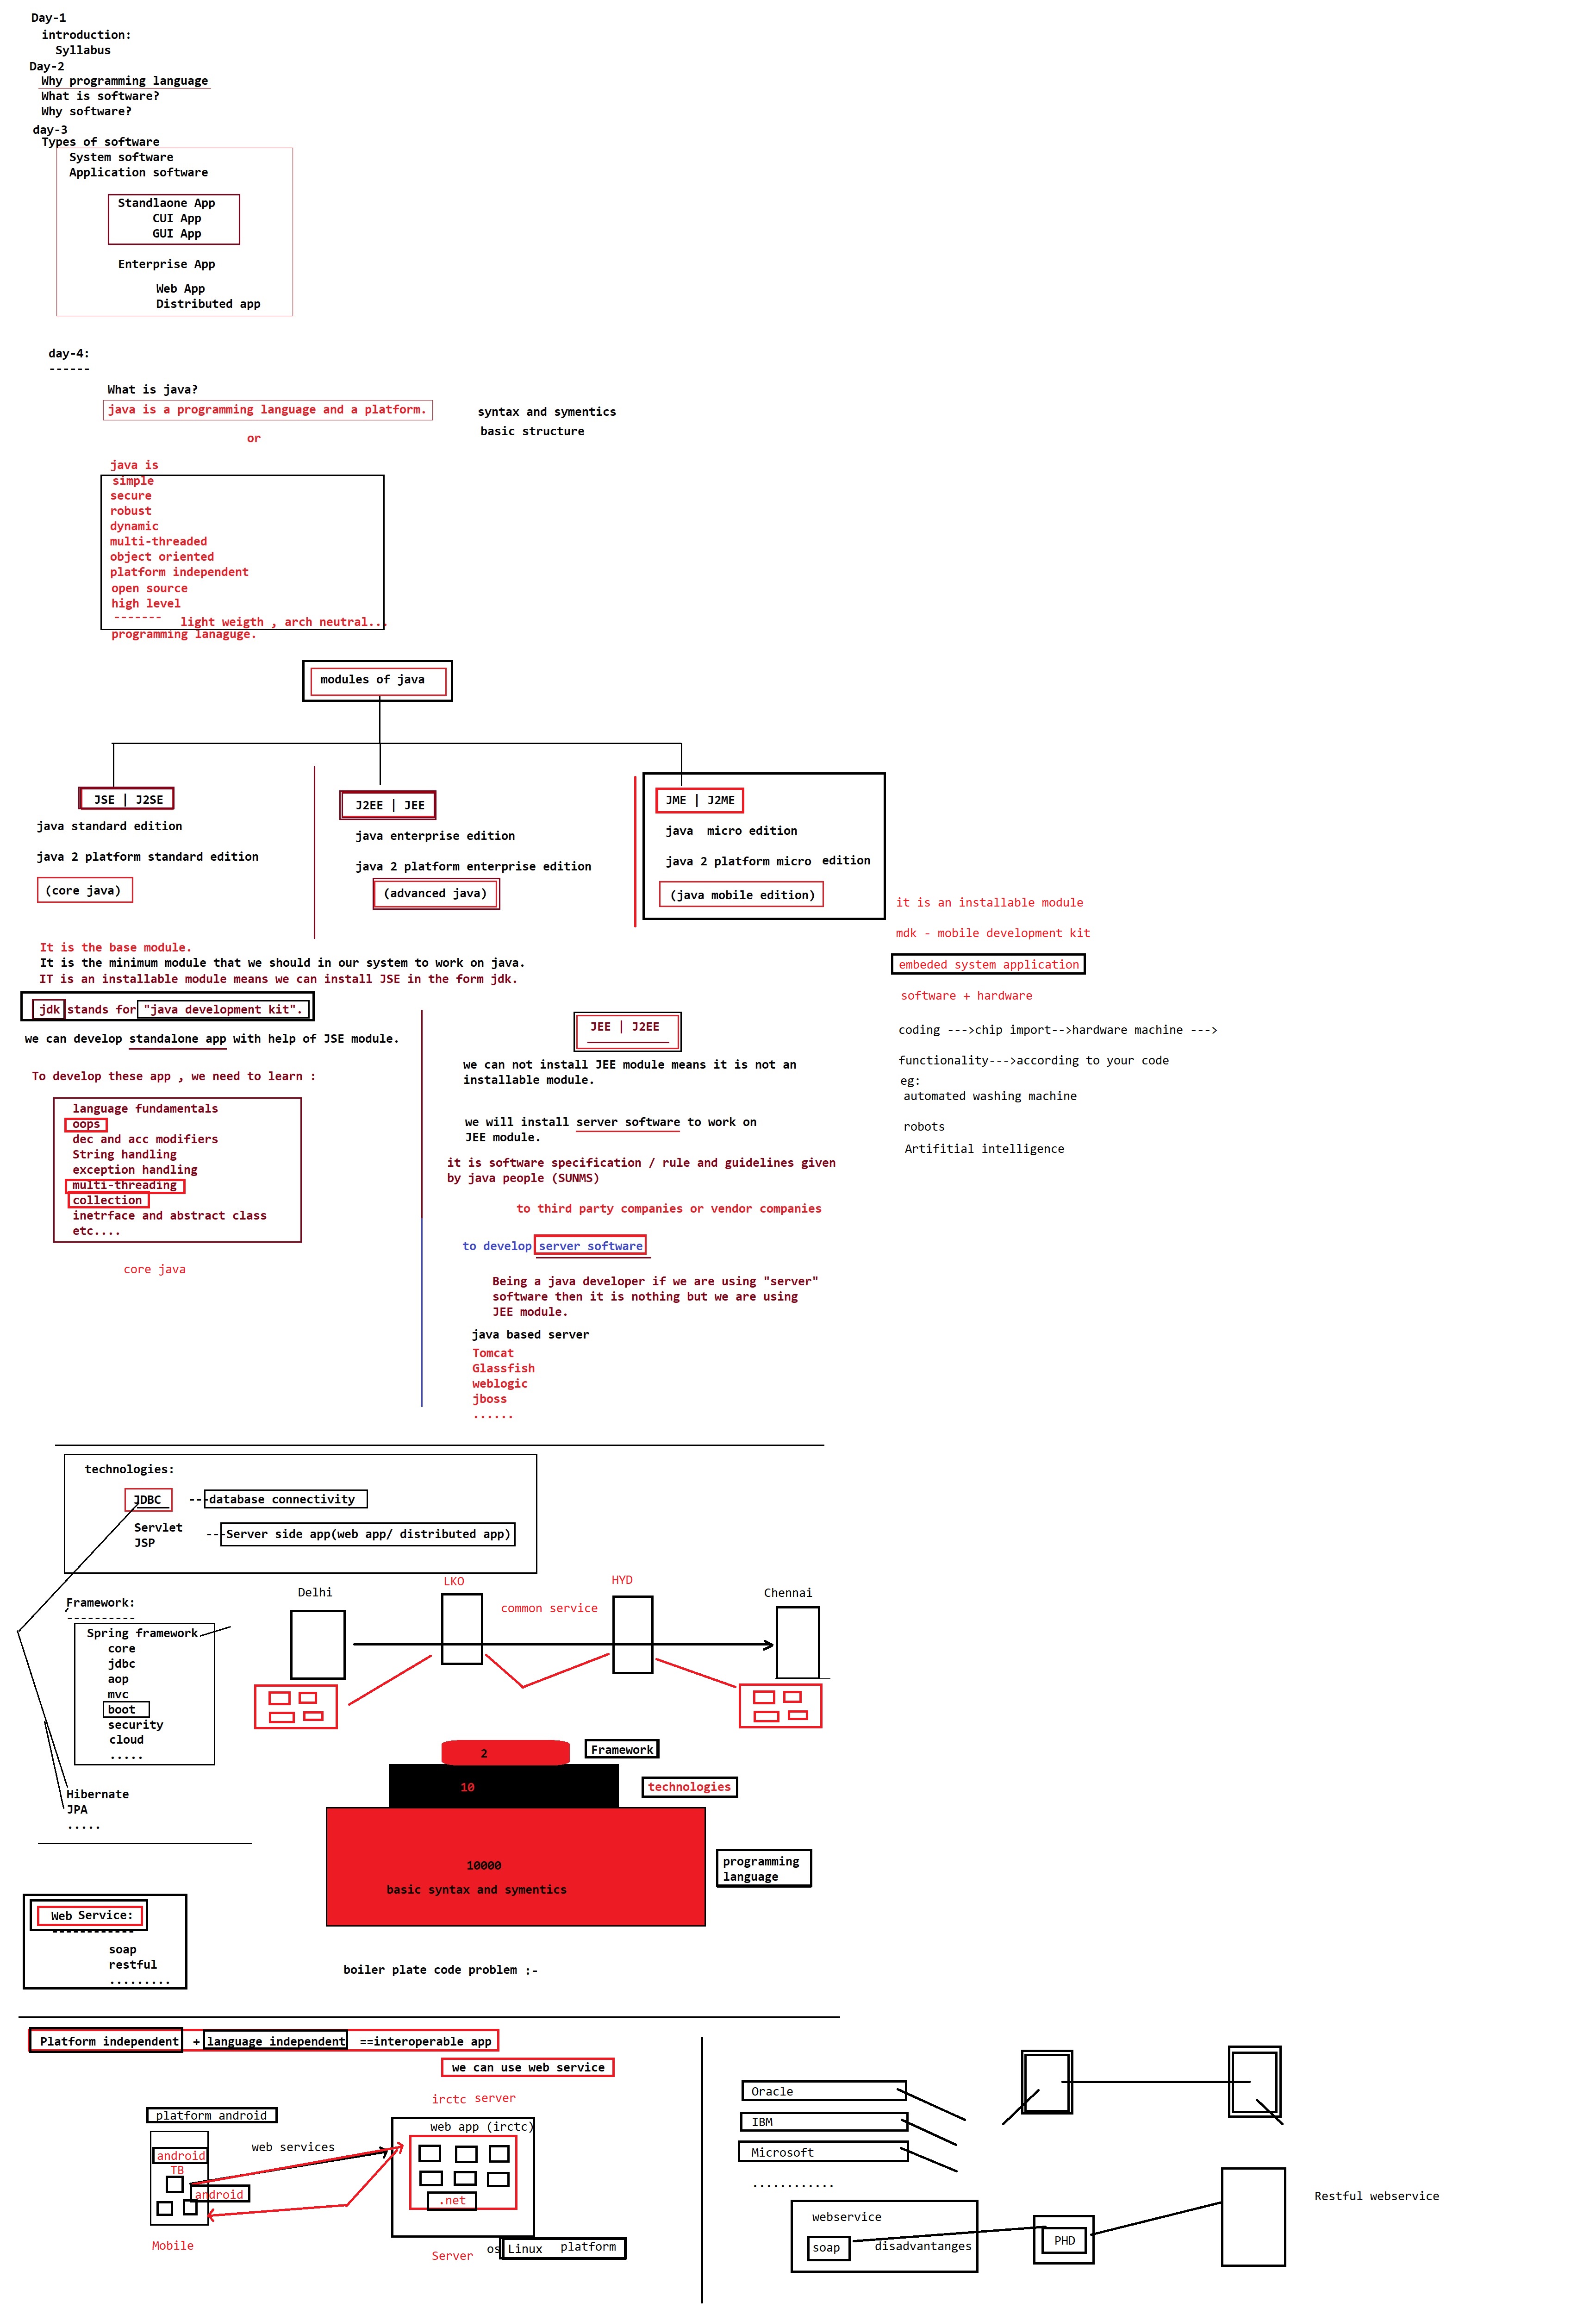 Day-1
introduction:
Syllabus
Day-2
Why programming language
What is software?
Why software?
day-3
Types of software
System software
Application software
Standlaone App
CUI App
GUI App
Enterprise App
Web App
Distributed app
day-4:
------
What is java?
java is a programming language and a platform.
syntax and symentics
basic structure
or
java is
simple
secure
robust
dynamic
multi-threaded
object oriented
platform independent
open source
high level
-------
light weigth , arch neutral...
programming lanaguge.
modules of java
JSE | J2SE
java standard edition
java 2 platform standard edition
(core java)
J2EE | JEE
java enterprise edition
java 2 platform enterprise edition
(advanced java)
JME | J2ME
java  micro edition
java 2 platform micro edition
(java mobile edition)
it is an installable module
mdk - mobile development kit
embeded system application
software + hardware
coding --->chip import-->hardware machine --->
functionality--->according to your code
eg:
automated washing machine
robots
Artifitial intelligence
It is the base module.
It is the minimum module that we should in our system to work on java.
IT is an installable module means we can install JSE in the form jdk.
jdk stands for "java development kit".
we can develop standalone app with help of JSE module.
To develop these app , we need to learn :
language fundamentals
oops
dec and acc modifiers
String handling
exception handling
multi-threading
collection
inetrface and abstract class
etc....
core java
JEE | J2EE
we can not install JEE module means it is not an
installable module.
we will install server software to work on
JEE module.
it is software specification / rule and guidelines given
by java people (SUNMS)
to third party companies or vendor companies
to develop server software
Being a java developer if we are using "server"
software then it is nothing but we are using
JEE module.
java based server
Tomcat
Glassfish
weblogic
jboss
......
technologies:
JDBC ---database connectivity
Servlet
JSP
---Server side app(web app/ distributed app)
Framework:
----------
Spring framework
core
jdbc
aop
mvc
boot
security
cloud
.....
Hibernate
JPA
.....
Delhi
LKO
common service
HYD
Chennai
2
Framework
10
technologies
10000
basic syntax and symentics
programming
language
Web Service:
------------
soap
restful
.........
boiler plate code problem :-
Platform independent + language independent ==interoperable app
we can use web service
irctc server
platform android
android
TB
android
Mobile
web services
web app (irctc)
.net
Server
os Linux platform
Oracle
IBM
Microsoft
............
webservice
soap
disadvantanges
PHD
Restful webservice